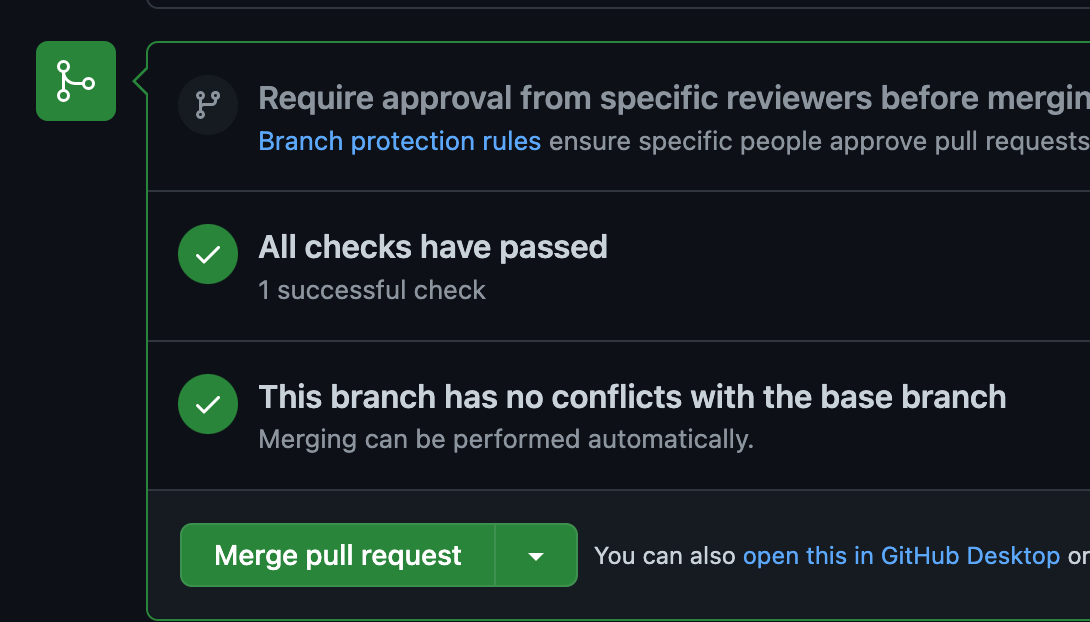 Require approval from specific reviewers before
Branch protection rules ensure specific people approve pull requests
All checks have passed
1 successful check
This branch has no conflicts with the base branch
Merging can be performed automatically.
Merge pull request
You can also open this in GitHub Desktop or